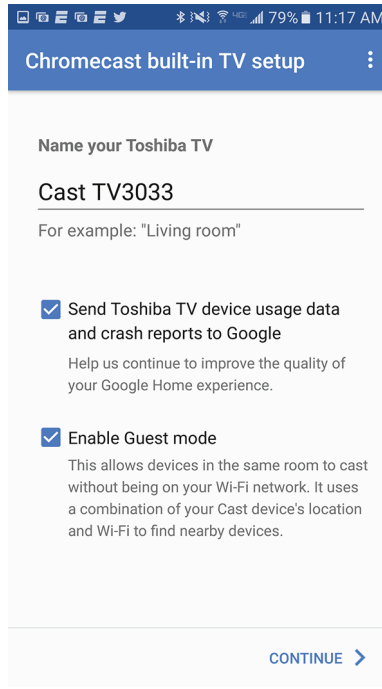 79% 11:17 AM
Chromecast built-in TV setup
Name your Toshiba TV
Cast TV3033
For example: "Living room"
Send Toshiba TV device usage data
and crash reports to Google
Help us continue to improve the quality of
your Google Home experience.
Enable Guest mode
This allows devices in the same room to cast
without being on your Wi-Fi network. It uses
a combination of your Cast device's location
and Wi-Fi to find nearby devices.
CONTINUE